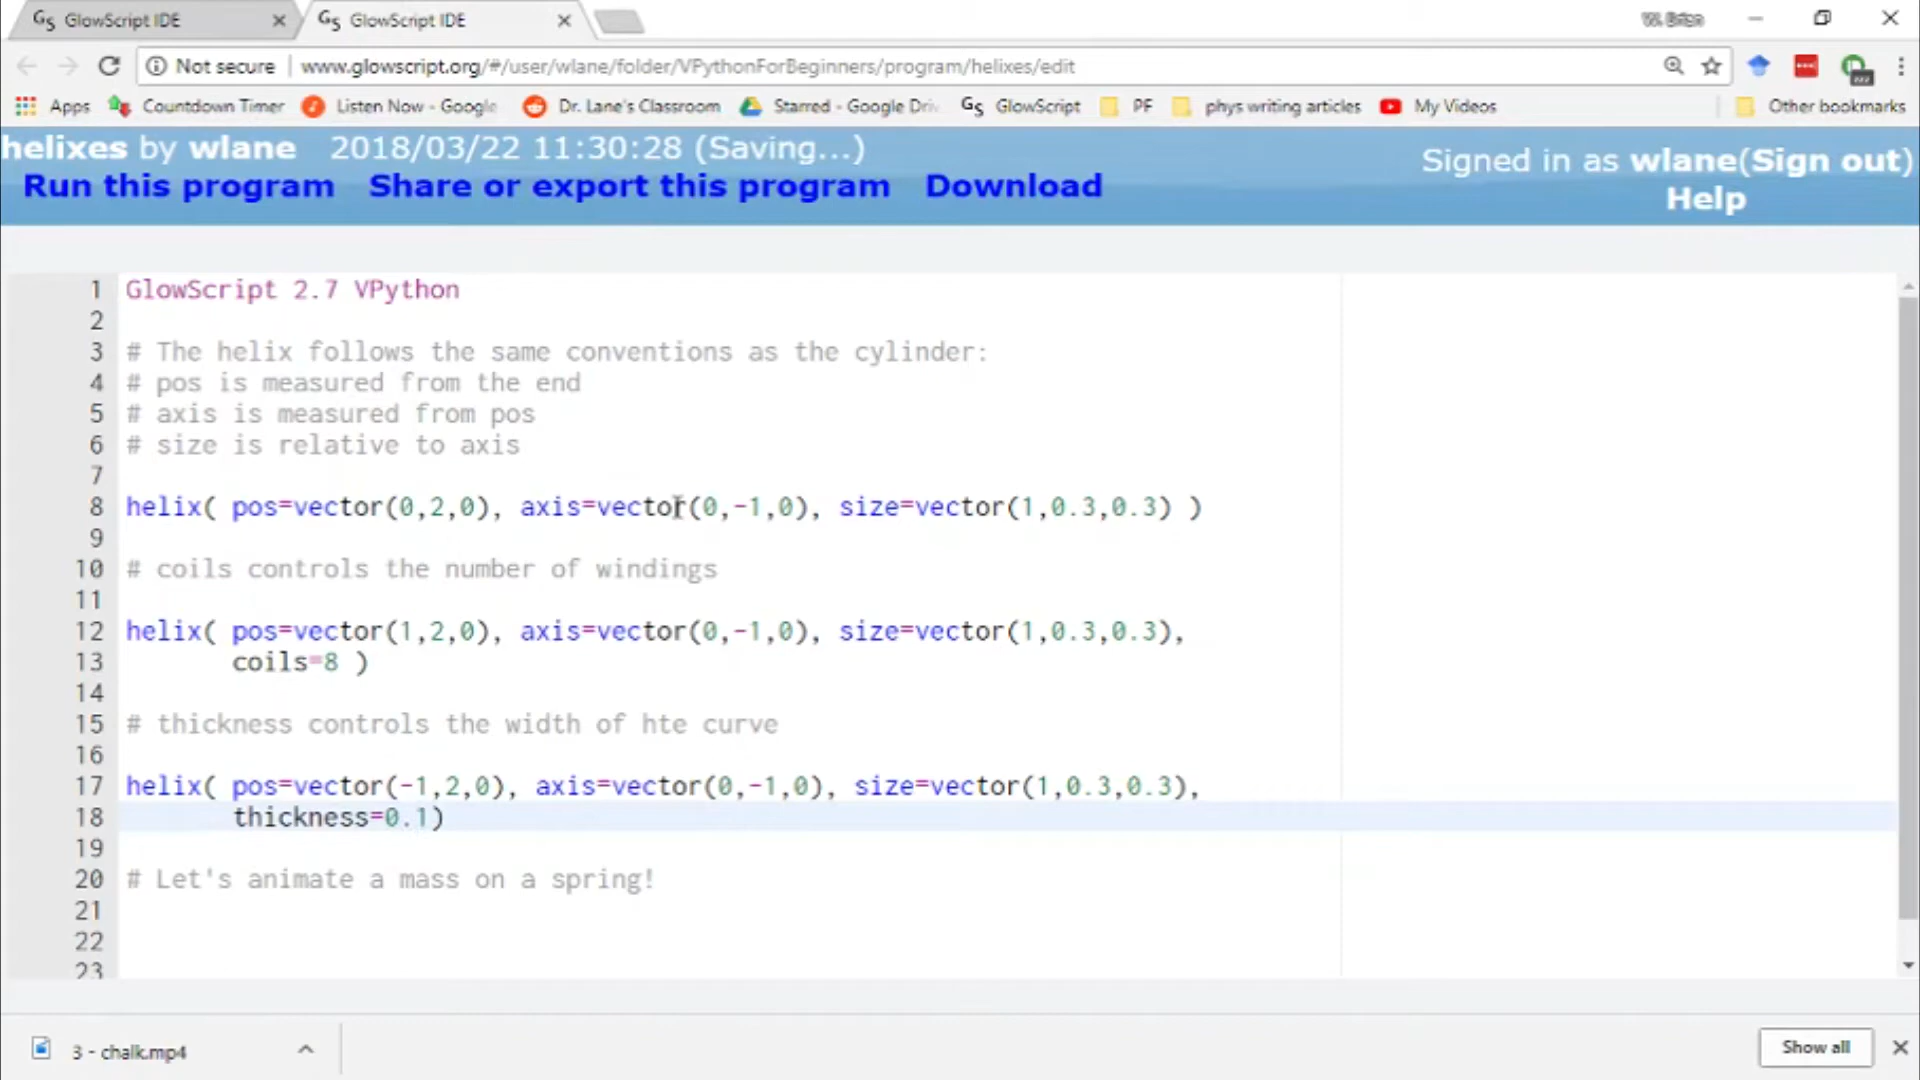 GS GlowScript IDE GS GlowScript IDE W. Brian
Not secure www.glowscript.org/#/user/wlane/folder/VPythonForBeginners/program/helixes/edit
Apps Countdown Timer Listen Now - Google Dr. Lane's Classroom Starred - Google Driv GS GlowScript PF phys writing articles My Videos Other bookmarks
helixes by wlane 2018/03/22 11:30:28 (Saving...) Signed in as wlane(Sign out)
Run this program Share or export this program Download Help
1 GlowScript 2.7 VPython
2
3 # The helix follows the same conventions as the cylinder:
4 # pos is measured from the end
5 # axis is measured from pos
6 # size is relative to axis
7
8 helix( pos=vector(0,2,0), axis=vector(0,-1,0), size=vector(1,0.3,0.3) )
9
10 # coils controls the number of windings
11
12 helix( pos=vector(1,2,0), axis=vector(0,-1,0), size=vector(1,0.3,0.3),
13 coils=8 )
14
15 # thickness controls the width of hte curve
16
17 helix( pos=vector(-1,2,0), axis=vector(0,-1,0), size=vector(1,0.3,0.3),
18 thickness=0.1)
19
20 # Let's animate a mass on a spring!
21
22
23
3 - chalk.mp4 Show all